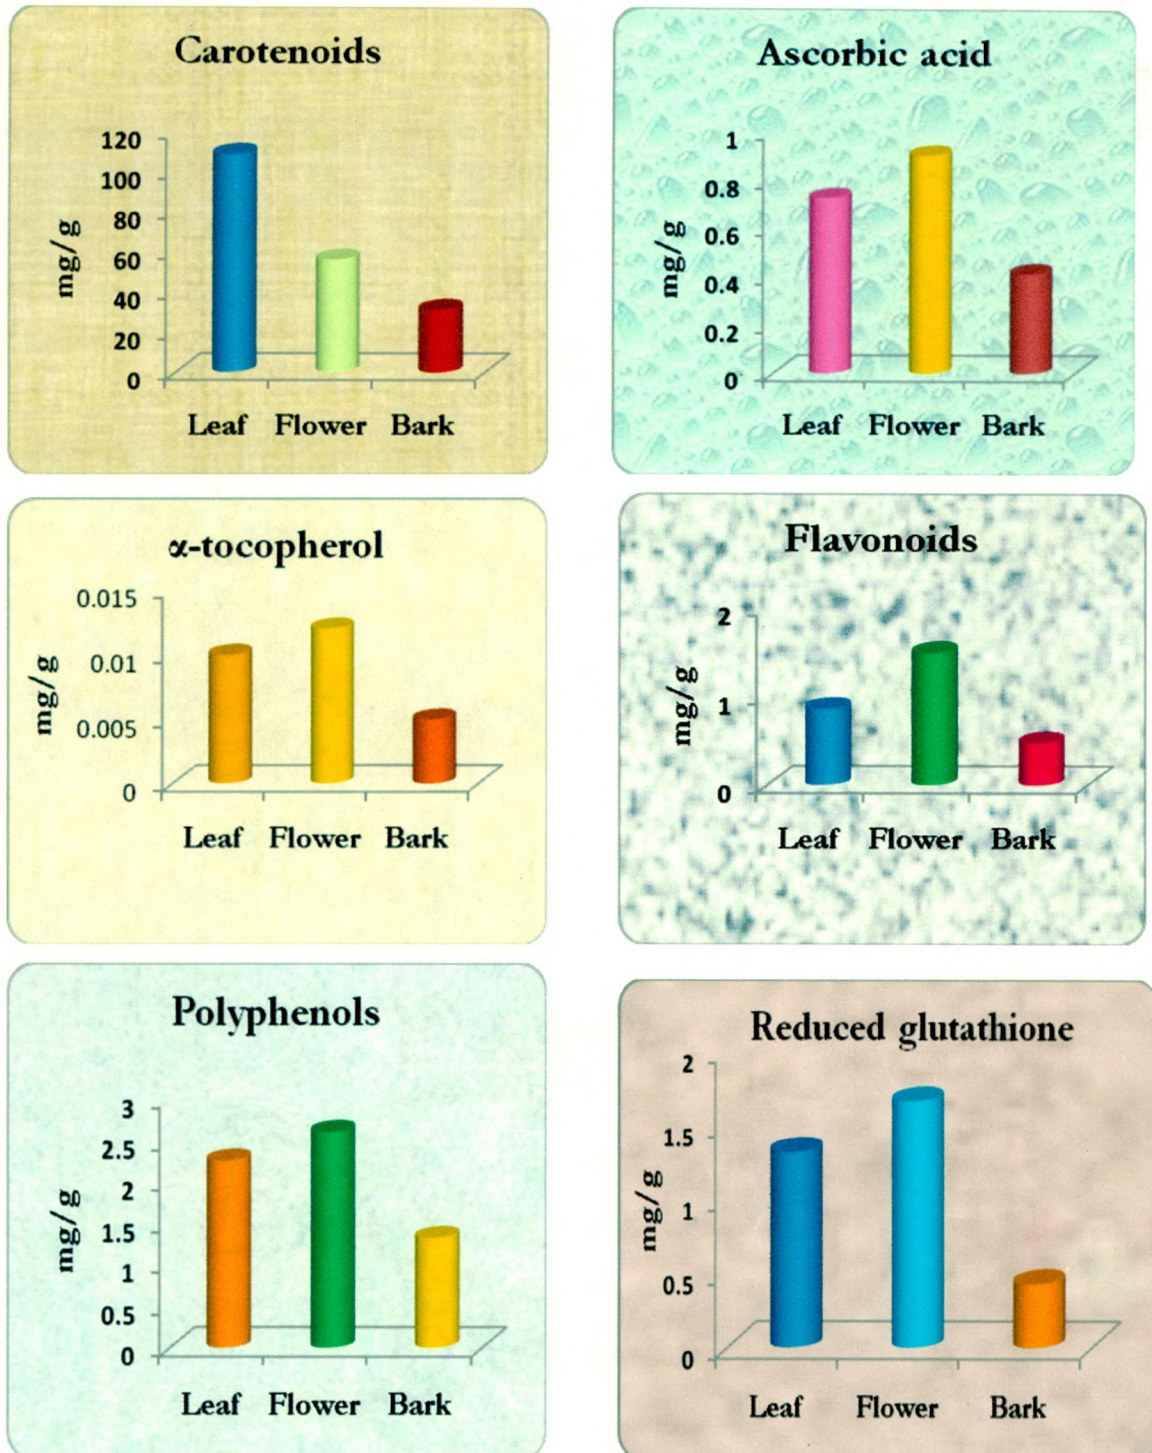 Carotenoids
120
100
80
60
40
20
0
mg/g
Leaf Flower Bark
Ascorbic acid
1
0.8
0.6
0.4
0.2
0
mg/g
Leaf Flower Bark
α-tocopherol
0.015
0.01
0.005
0
mg/g
Leaf Flower Bark
Flavonoids
2
1
0
mg/g
Leaf Flower Bark
Polyphenols
3
2.5
2
1.5
1
0.5
0
mg/g
Leaf Flower Bark
Reduced glutathione
2
1.5
1
0.5
0
mg/g
Leaf Flower Bark